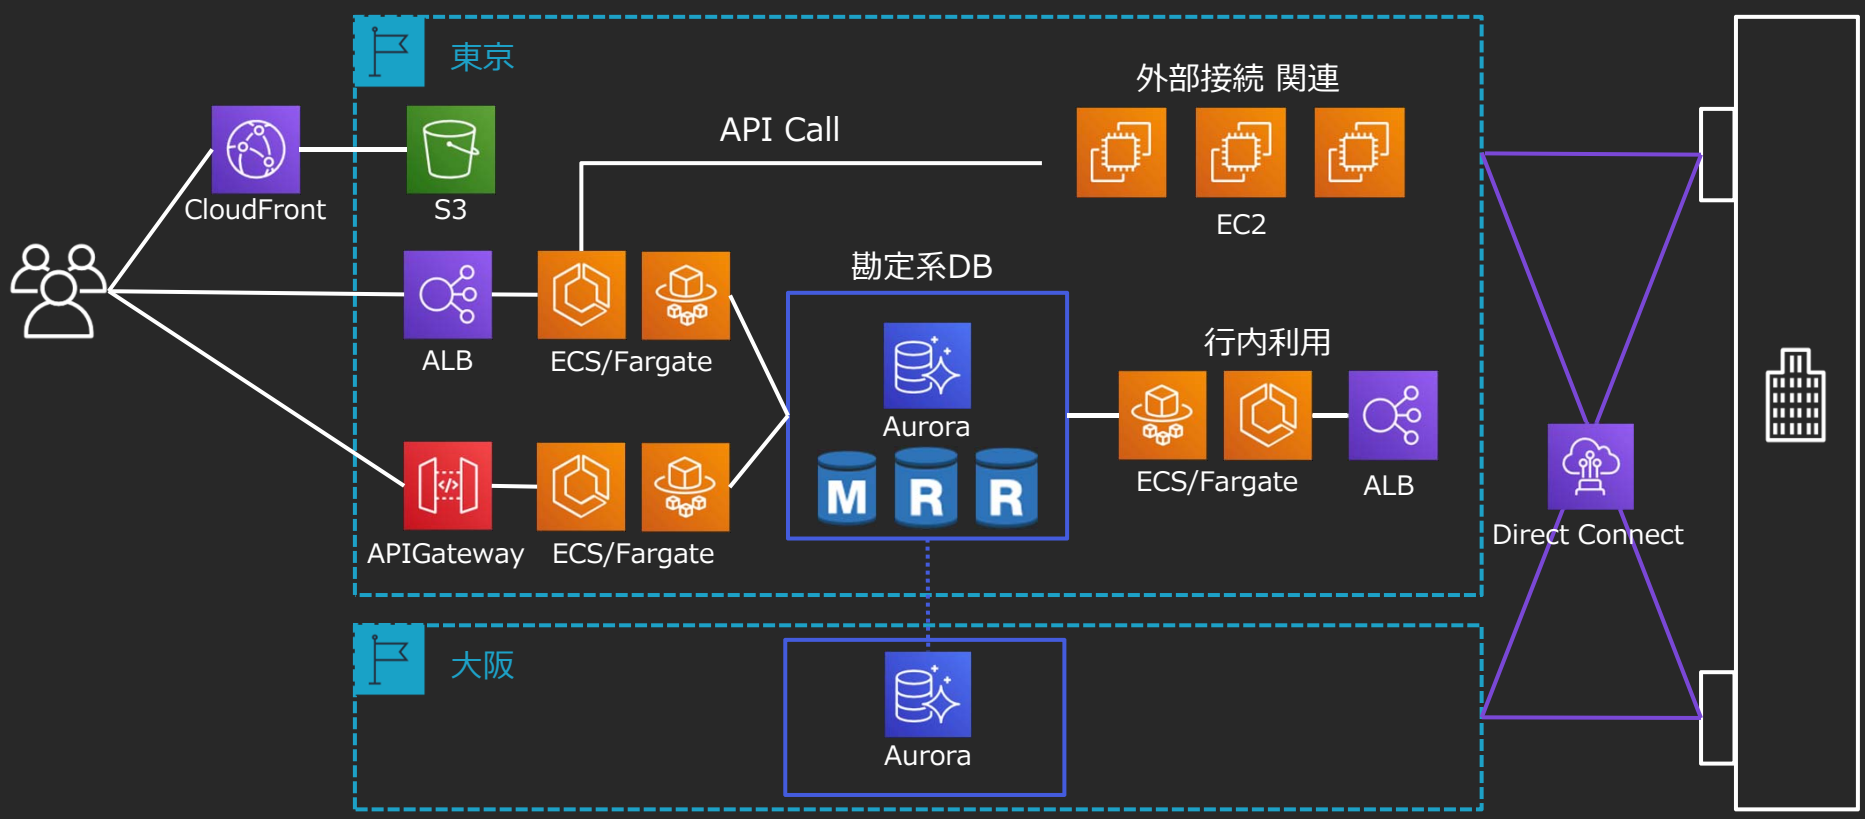 東京
外部接続 関連
API Call
CloudFront
S3
EC2
勘定系DB
ALB
ECS/Fargate
行内利用
Aurora
M
R
R
ECS/Fargate
ALB
APIGateway
</>
ECS/Fargate
Direct Connect
大阪
Aurora